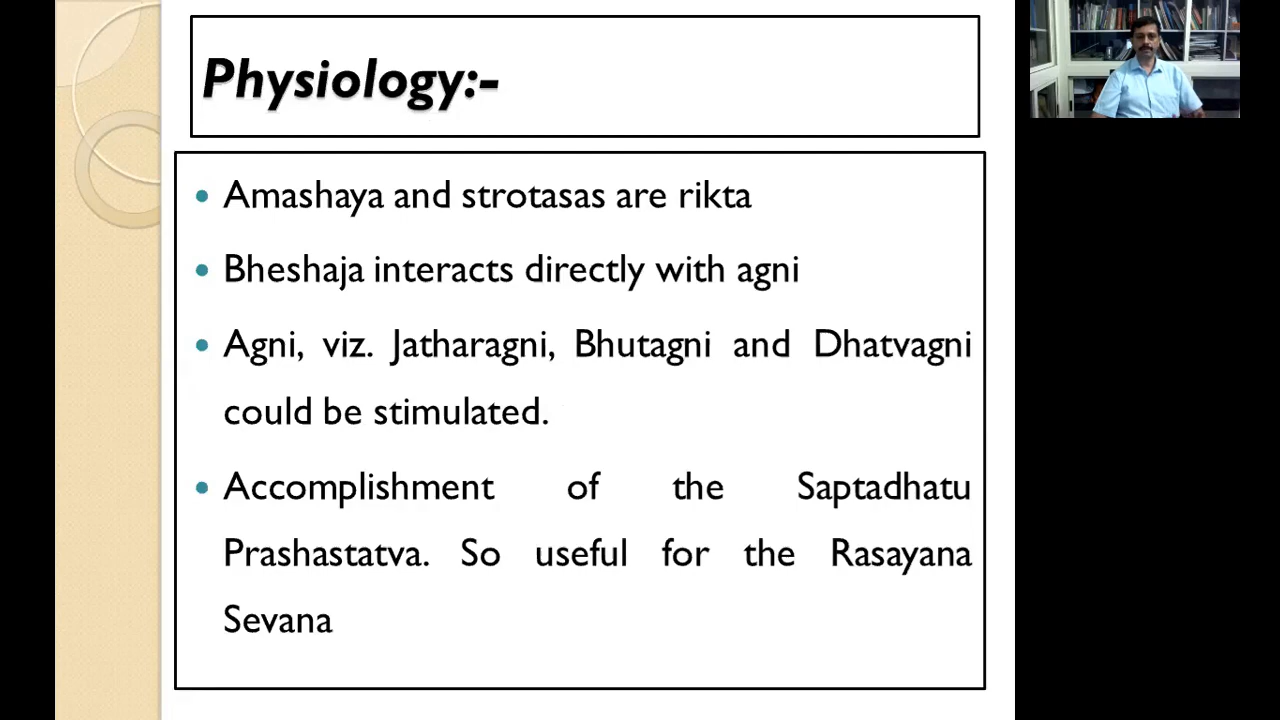 Physiology:-
Amashaya and strotasas are rikta
Bheshaja interacts directly with agni
Agni, viz. Jatharagni, Bhutagni and Dhatvagni
could be stimulated.
Accomplishment of the Saptadhatu
Prashastatva. So useful for the Rasayana
Sevana